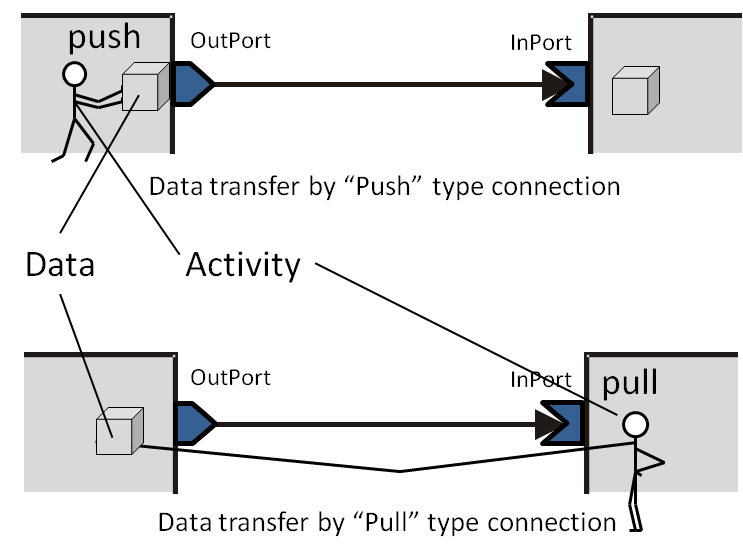 push
OutPort
InPort
Data transfer by “Push” type connection
Data
Activity
OutPort
InPort
pull
Data transfer by “Pull” type connection